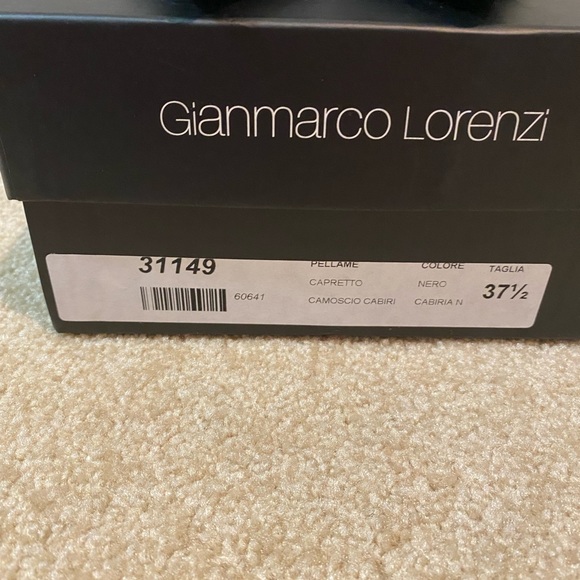 Gianmarco Lorenzi
31149 PELLAME COLORE TAGLIA
CAPRETTO NERO 37½
60641 CAMOSCIO CABIRI CABIRIA N